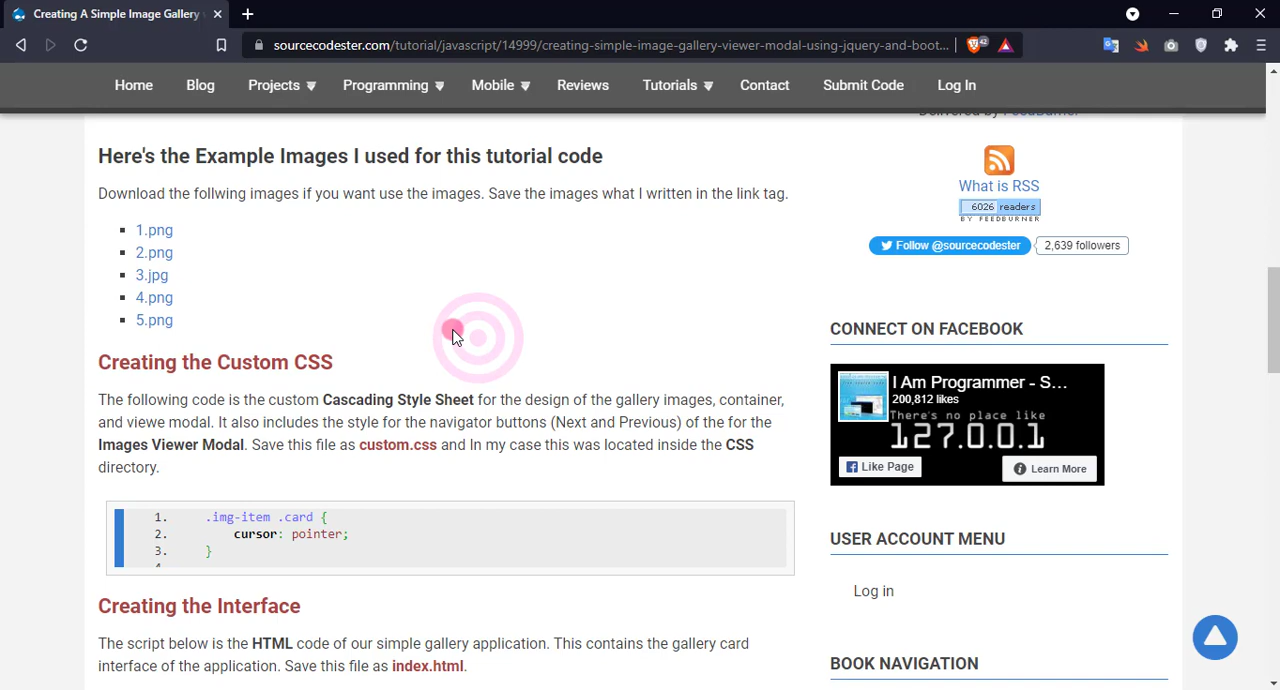 Creating A Simple Image Gallery
sourcecodester.com/tutorial/javascript/14999/creating-simple-image-gallery-viewer-modal-using-jquery-and-boot...
42
Home Blog Projects Programming Mobile Reviews Tutorials Contact Submit Code Log In
Delivered by FeedBurner
Here's the Example Images I used for this tutorial code
Download the follwing images if you want use the images. Save the images what I written in the link tag.
1.png
2.png
3.jpg
4.png
5.png
Creating the Custom CSS
The following code is the custom Cascading Style Sheet for the design of the gallery images, container,
and viewe modal. It also includes the style for the navigator buttons (Next and Previous) of the for the
Images Viewer Modal. Save this file as custom.css and In my case this was located inside the CSS
directory.
1. .img-item .card {
2. cursor: pointer;
3. }
Creating the Interface
The script below is the HTML code of our simple gallery application. This contains the gallery card
interface of the application. Save this file as index.html.
What is RSS
6026 readers
BY FEEDBURNER
Follow @sourcecodester 2,639 followers
CONNECT ON FACEBOOK
I Am Programmer - S...
200,812 likes
There's no place like
127.0.0.1
Like Page Learn More
USER ACCOUNT MENU
Log in
BOOK NAVIGATION